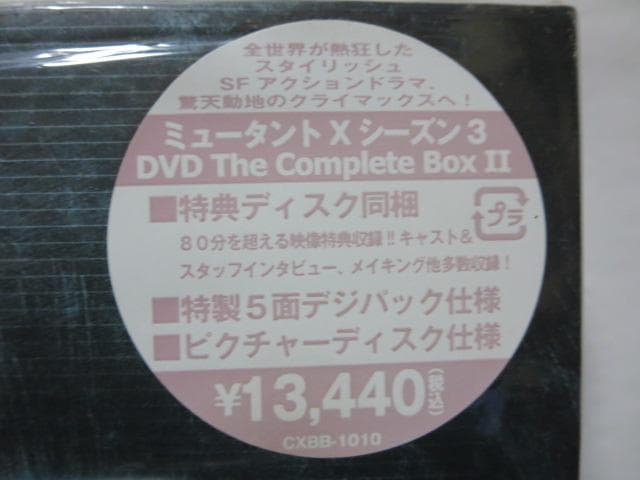 全世界が熱狂した
スタイリッシュ
SFアクションドラマ、
驚天動地のクライマックスへ！
ミュータントXシーズン3
DVD The Complete Box II
■特典ディスク同梱
80分を超える映像特典収録!!キャスト&
スタッフインタビュー、メイキング他多数収録！
プラ
■特製5面デジパック仕様
■ピクチャーディスク仕様
¥13,440(税込)
CXBB-1010